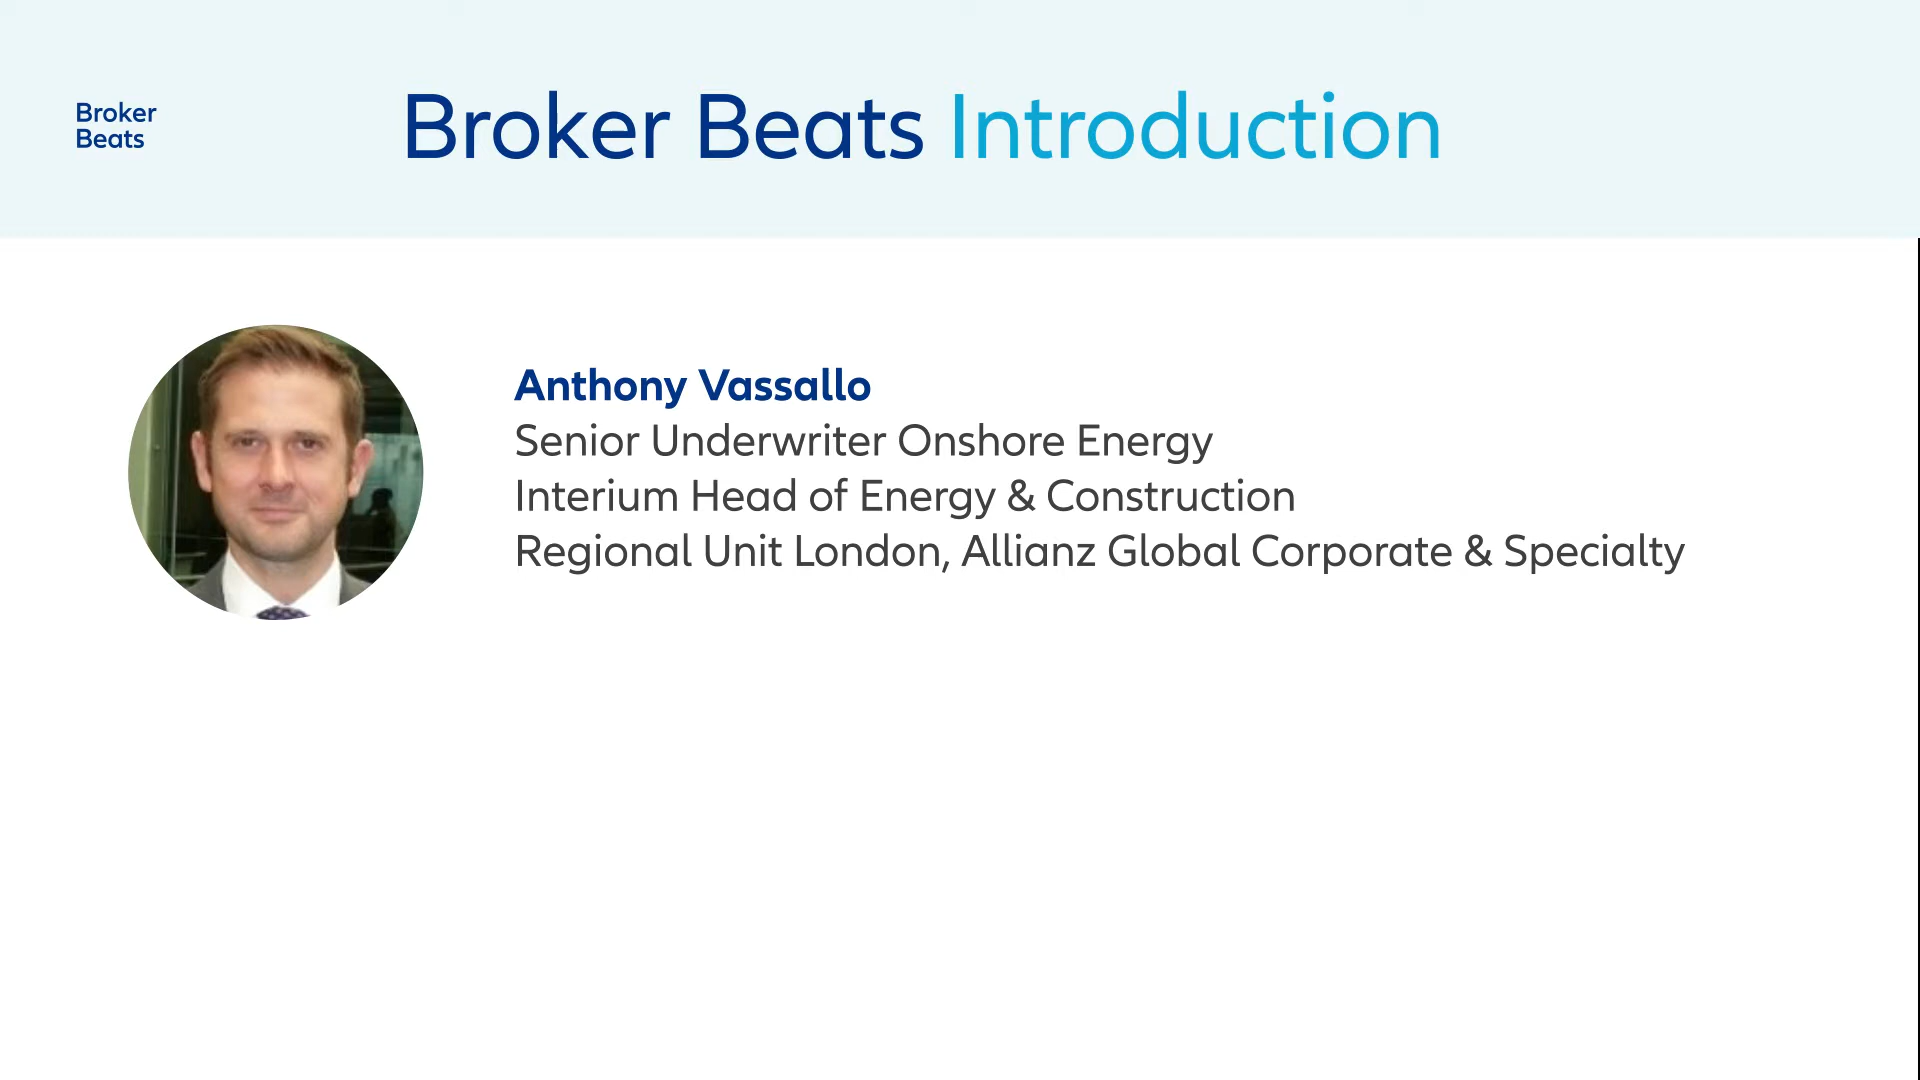 Broker
Beats
Broker Beats Introduction
Anthony Vassallo
Senior Underwriter Onshore Energy
Interium Head of Energy & Construction
Regional Unit London, Allianz Global Corporate & Specialty